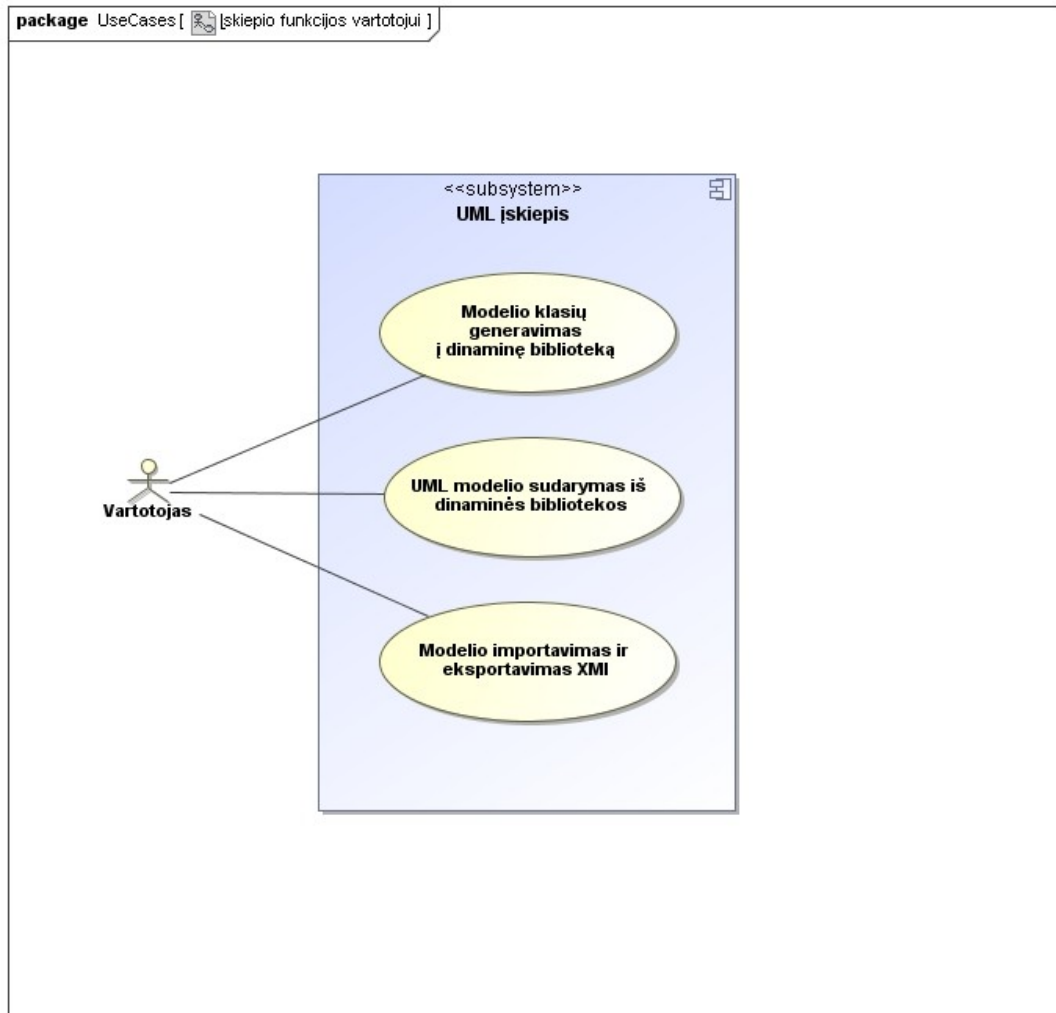 package UseCases [ Įskiepio funkcijos vartotojui ]
<<subsystem>>
UML įskiepis
Modelio klasių
generavimas
į dinaminę biblioteką
UML modelio sudarymas iš
dinaminės bibliotekos
Vartotojas
Modelio importavimas ir
eksportavimas XMI